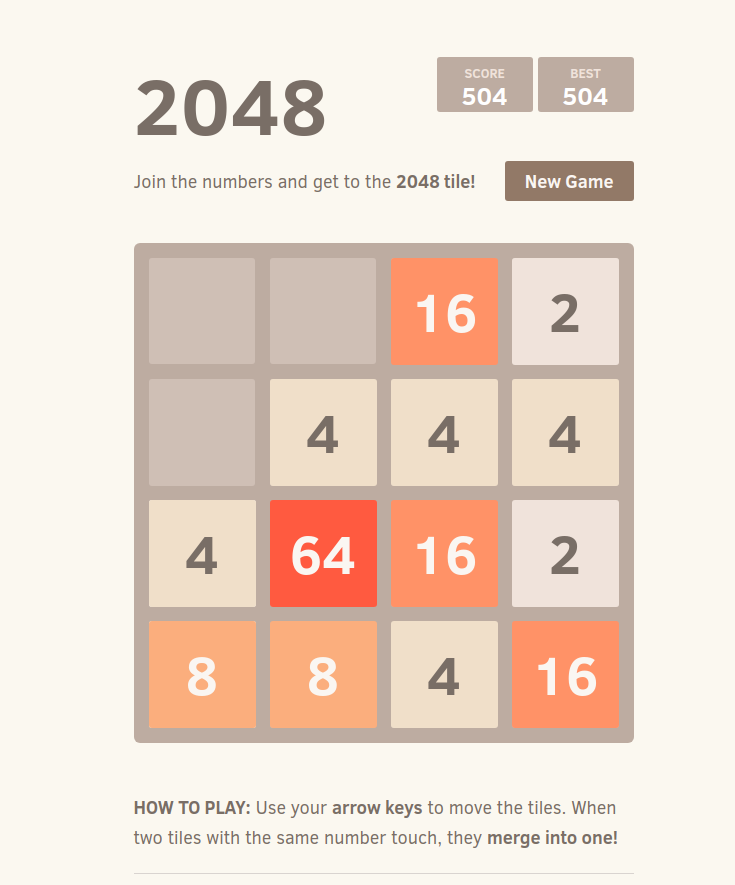 2048
SCORE
504
BEST
504
Join the numbers and get to the 2048 tile!
New Game
16 2
4 4 4
4 64 16 2
8 8 4 16
HOW TO PLAY: Use your arrow keys to move the tiles. When
two tiles with the same number touch, they merge into one!